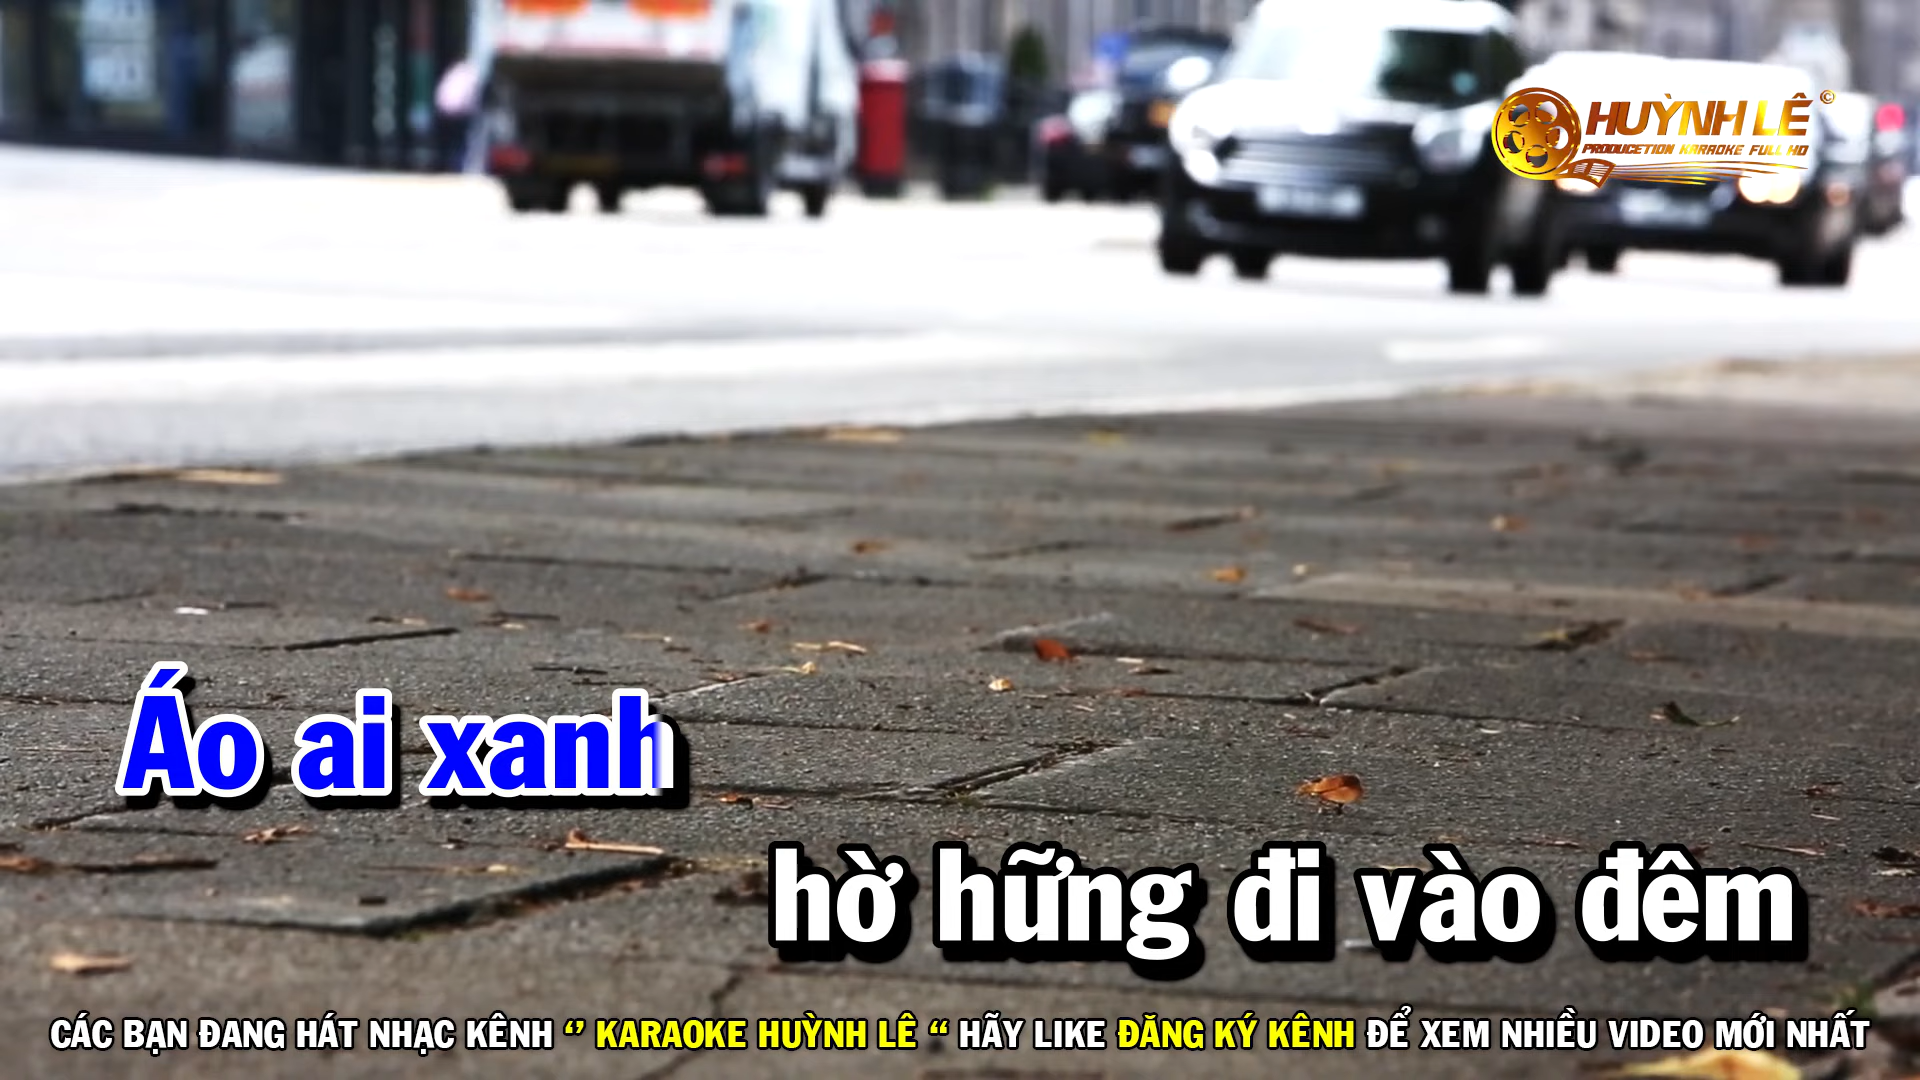 HUỲNH LÊ ©
PRODUCETION KARAOKE FULL HD
Áo ai xanh
hờ hững đi vào đêm
CÁC BẠN ĐANG HÁT NHẠC KÊNH ‘’ KARAOKE HUỲNH LÊ “ HÃY LIKE ĐĂNG KÝ KÊNH ĐỂ XEM NHIỀU VIDEO MỚI NHẤT